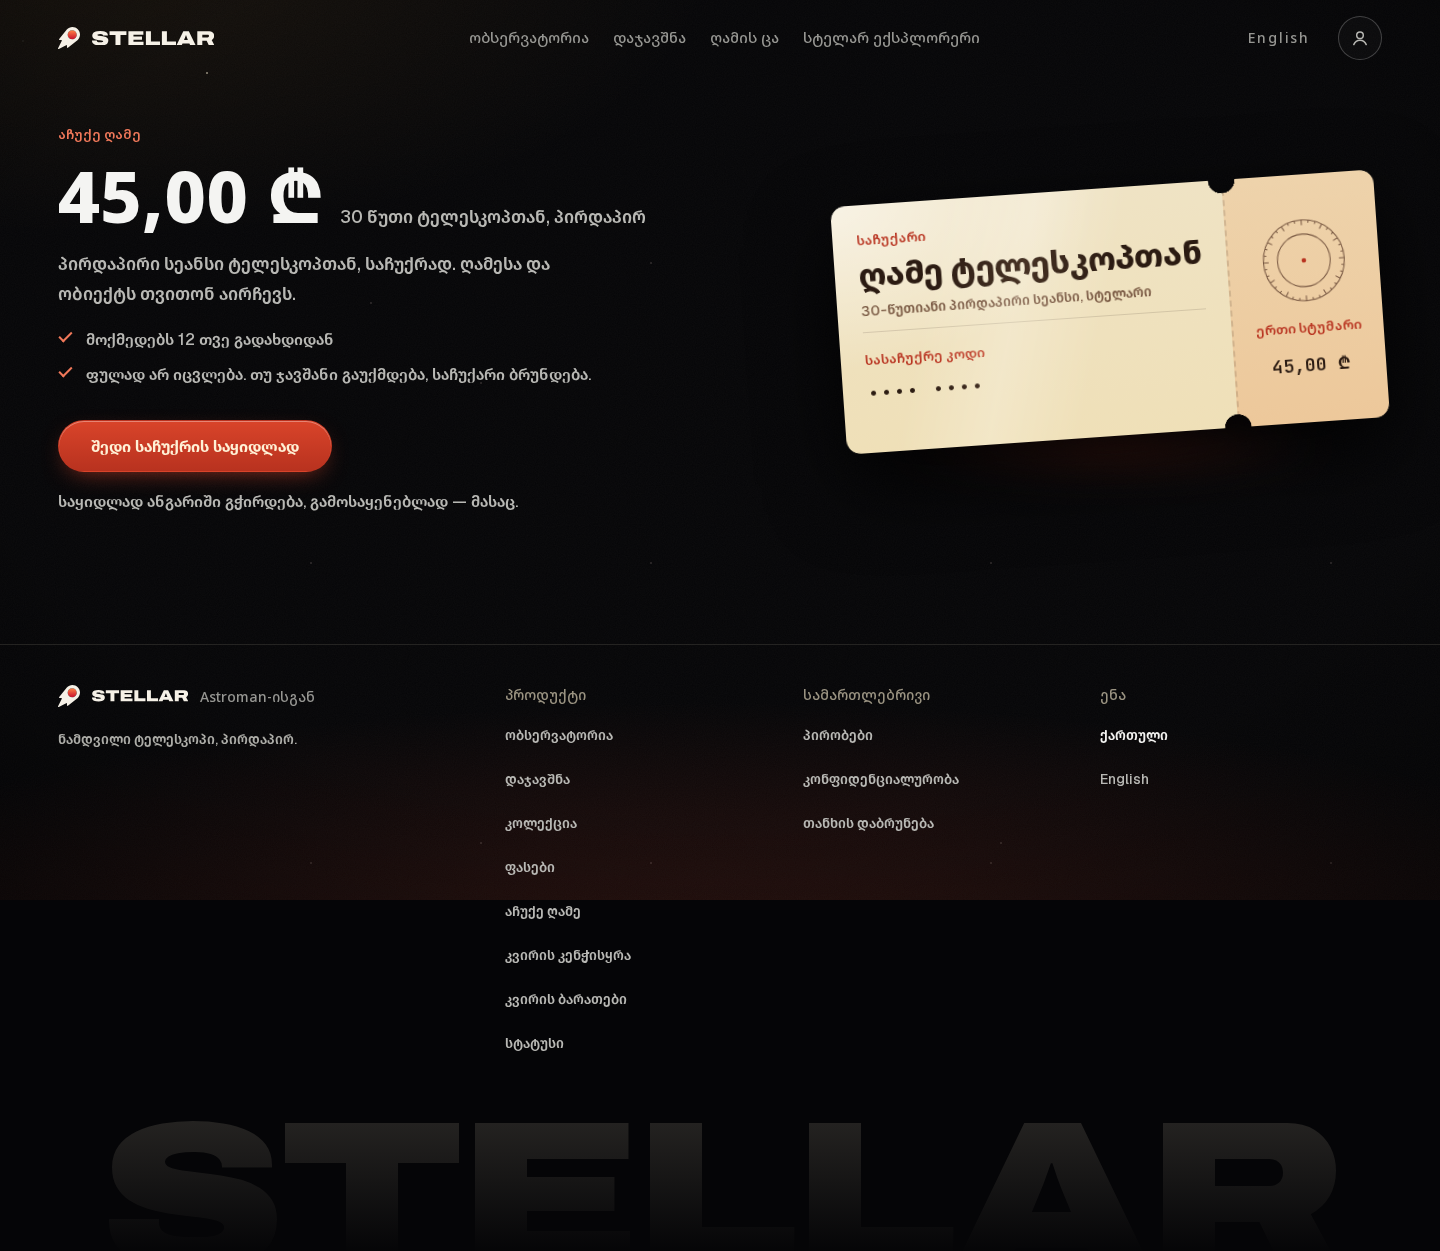 STELLAR
ობსერვატორია დაჯავშნა ღამის ცა სტელარ ექსპლორერი
English
აჩუქე ღამე
45,00 ₾ 30 წუთი ტელესკოპთან, პირდაპირ
პირდაპირი სეანსი ტელესკოპთან, საჩუქრად. ღამესა და
ობიექტს თვითონ აირჩევს.
მოქმედებს 12 თვე გადახდიდან
ფულად არ იცვლება. თუ ჯავშანი გაუქმდება, საჩუქარი ბრუნდება.
შედი საჩუქრის საყიდლად
საყიდლად ანგარიში გჭირდება, გამოსაყენებლად — მასაც.
საჩუქარი
ღამე ტელესკოპთან
30-წუთიანი პირდაპირი სეანსი, სტელარი
სასაჩუქრე კოდი
•••• ••••
ერთი სტუმარი
45,00 ₾
STELLAR Astroman-ისგან
ნამდვილი ტელესკოპი, პირდაპირ.
პროდუქტი
ობსერვატორია
დაჯავშნა
კოლექცია
ფასები
აჩუქე ღამე
კვირის კენჭისყრა
კვირის ბარათები
სტატუსი
სამართლებრივი
პირობები
კონფიდენციალურობა
თანხის დაბრუნება
ენა
ქართული
English
STELLAR